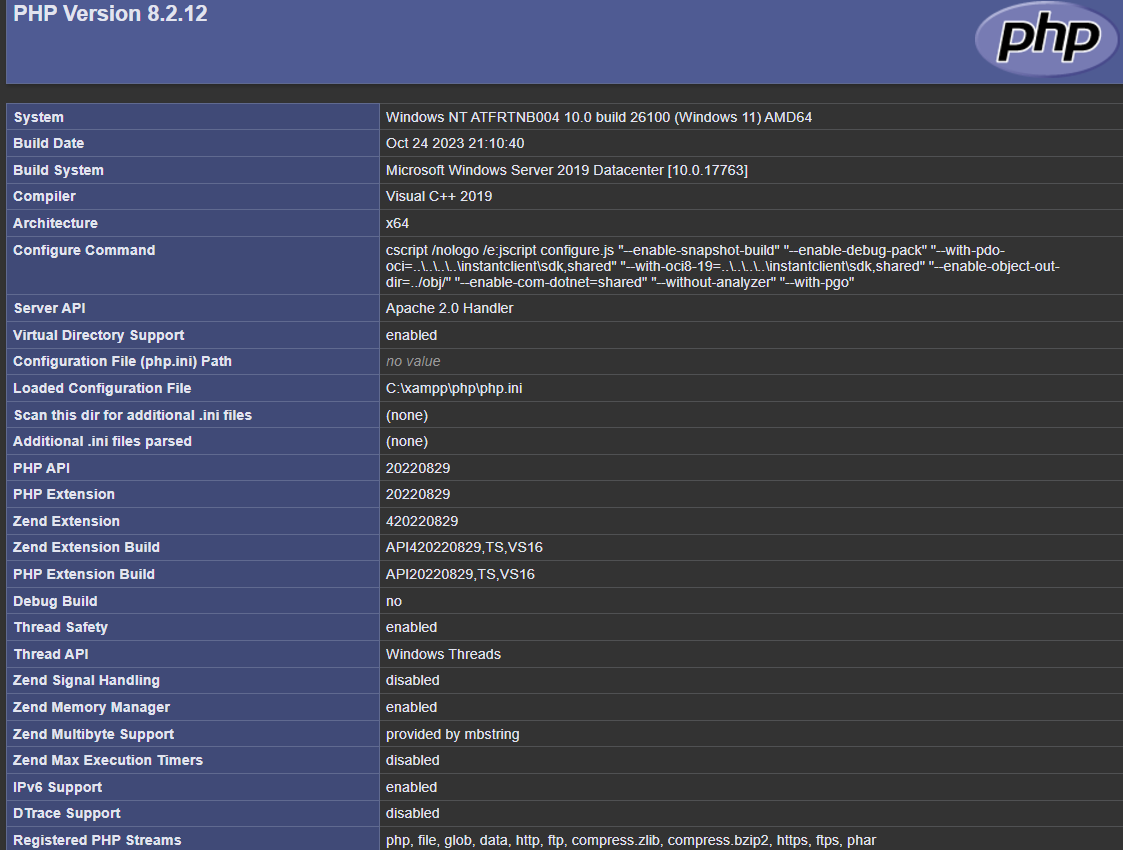 PHP Version 8.2.12
php
System Windows NT ATFRTNB004 10.0 build 26100 (Windows 11) AMD64
Build Date Oct 24 2023 21:10:40
Build System Microsoft Windows Server 2019 Datacenter [10.0.17763]
Compiler Visual C++ 2019
Architecture x64
Configure Command cscript /nologo /e:jscript configure.js "--enable-snapshot-build" "--enable-debug-pack" "--with-pdo-
oci=..\..\..\..\instantclient\sdk,shared" "--with-oci8-19=..\..\..\..\instantclient\sdk,shared" "--enable-object-out-
dir=../obj/" "--enable-com-dotnet=shared" "--without-analyzer" "--with-pgo"
Server API Apache 2.0 Handler
Virtual Directory Support enabled
Configuration File (php.ini) Path no value
Loaded Configuration File C:\xampp\php\php.ini
Scan this dir for additional .ini files (none)
Additional .ini files parsed (none)
PHP API 20220829
PHP Extension 20220829
Zend Extension 420220829
Zend Extension Build API420220829,TS,VS16
PHP Extension Build API20220829,TS,VS16
Debug Build no
Thread Safety enabled
Thread API Windows Threads
Zend Signal Handling disabled
Zend Memory Manager enabled
Zend Multibyte Support provided by mbstring
Zend Max Execution Timers disabled
IPv6 Support enabled
DTrace Support disabled
Registered PHP Streams php, file, glob, data, http, ftp, compress.zlib, compress.bzip2, https, ftps, phar